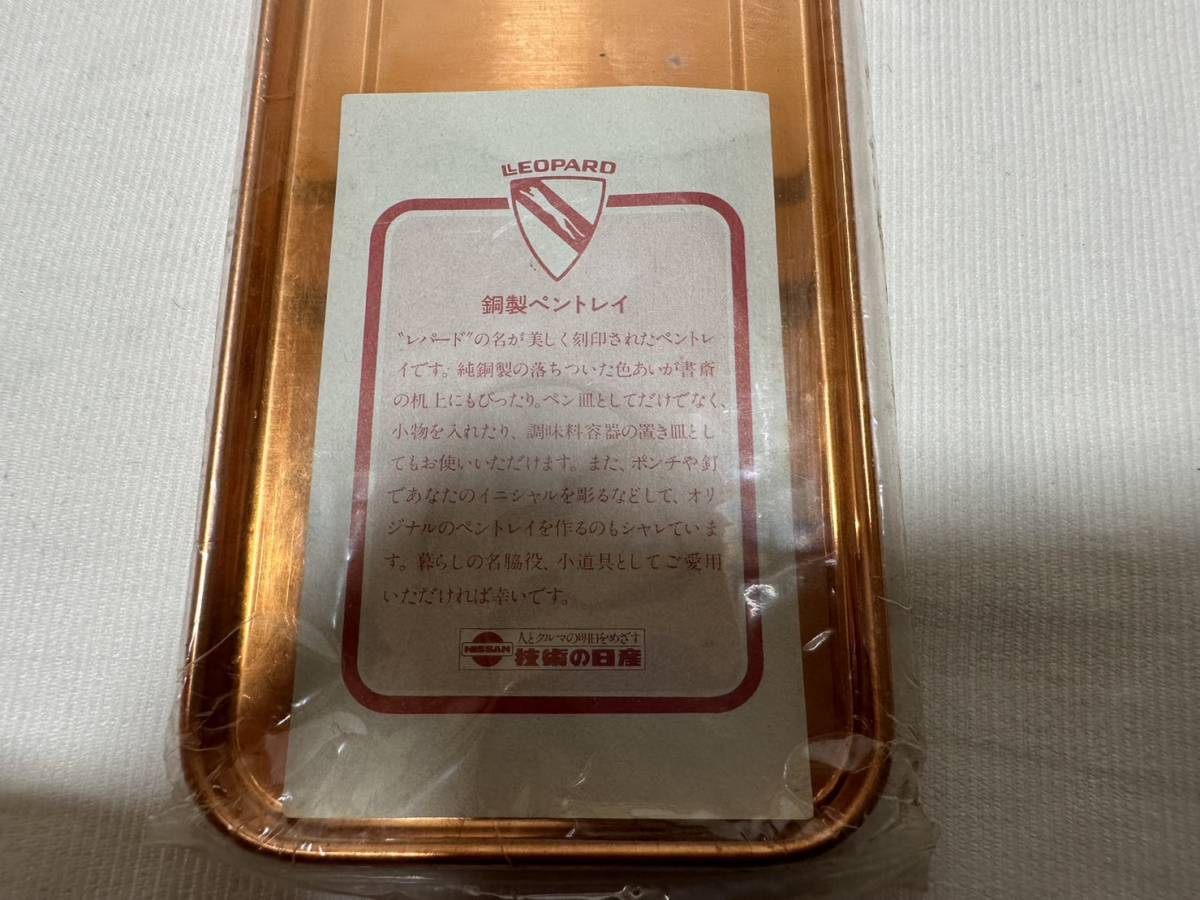 LEOPARD
銅製ペントレイ
〝レパード〟の名が美しく刻印されたペントレ
イです。純銅製の落ちついた色あいが書斎
の机上にもぴったり。ペン皿としてだけでなく、
小物を入れたり、調味料容器の置き皿とし
てもお使いいただけます。また、ポンチや釘
であなたのイニシャルを彫るなどして、オリ
ジナルのペントレイを作るのもシャレていま
す。暮らしの名脇役、小道具としてご愛用
いただければ幸いです。
人とクルマの明日をめざす
NISSAN 技術の日産